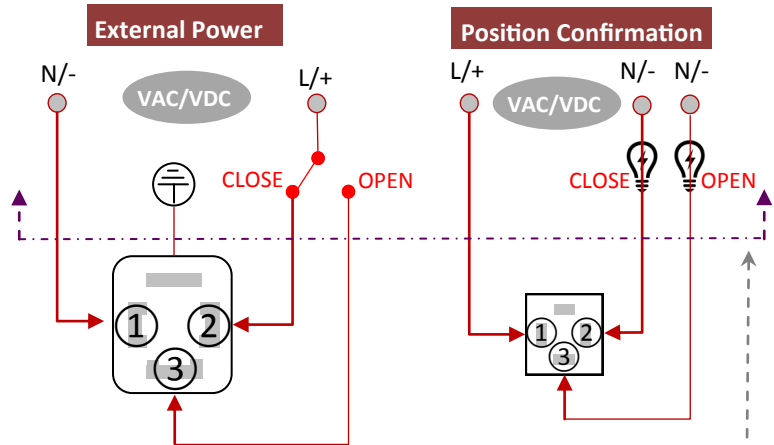 External Power
Position Confirmation
N/-
VAC/VDC
L/+
L/+
VAC/VDC
N/-
N/-
CLOSE
OPEN
CLOSE
OPEN
1
2
3
1
2
3